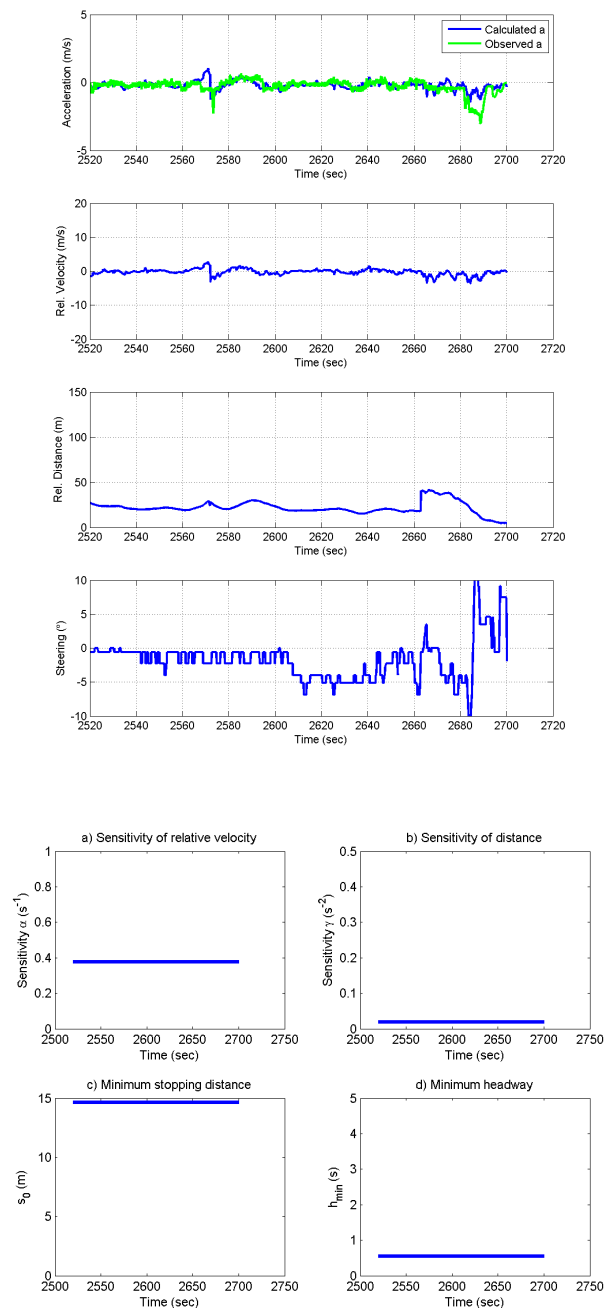 5
0
-5
Acceleration (m/s)
Calculated a
Observed a
2520 2540 2560 2580 2600 2620 2640 2660 2680 2700 2720
Time (sec)
20
10
0
-10
-20
Rel. Velocity (m/s)
2520 2540 2560 2580 2600 2620 2640 2660 2680 2700 2720
Time (sec)
150
100
50
0
Rel. Distance (m)
2520 2540 2560 2580 2600 2620 2640 2660 2680 2700 2720
Time (sec)
10
5
0
-5
-10
Steering (°)
2520 2540 2560 2580 2600 2620 2640 2660 2680 2700 2720
Time (sec)
a) Sensitivity of relative velocity
1
0.8
0.6
0.4
0.2
0
Sensitivity α (s⁻¹)
2500 2550 2600 2650 2700 2750
Time (sec)
b) Sensitivity of distance
0.5
0.4
0.3
0.2
0.1
0
Sensitivity γ (s⁻²)
2500 2550 2600 2650 2700 2750
Time (sec)
c) Minimum stopping distance
15
10
5
0
s₀ (m)
2500 2550 2600 2650 2700 2750
Time (sec)
d) Minimum headway
5
4
3
2
1
0
h_min (s)
2500 2550 2600 2650 2700 2750
Time (sec)